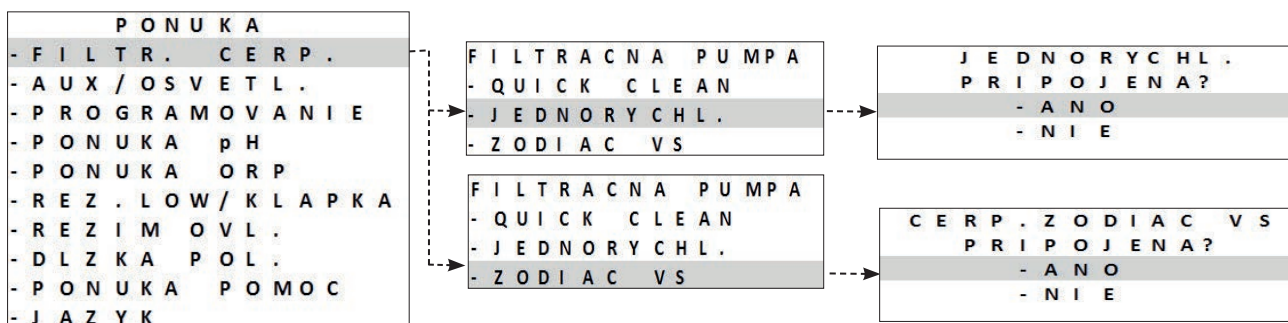 PONUKA
-FILTR. CERP.
-AUX/OSVETL.
-PROGRAMOVANIE
-PONUKA pH
-PONUKA ORP
-REZ.LOW/KLAPKA
-REZIM OVL.
-DLZKA POL.
-PONUKA POMOC
-JAZYK
FILTRACNA PUMPA
- QUICK CLEAN
- JEDNORYCHL.
- ZODIAC VS
FILTRACNA PUMPA
- QUICK CLEAN
- JEDNORYCHL.
- ZODIAC VS
JEDNORYCHL.
PRIPOJENA?
- ANO
- NIE
CERP.ZODIAC VS
PRIPOJENA?
- ANO
- NIE